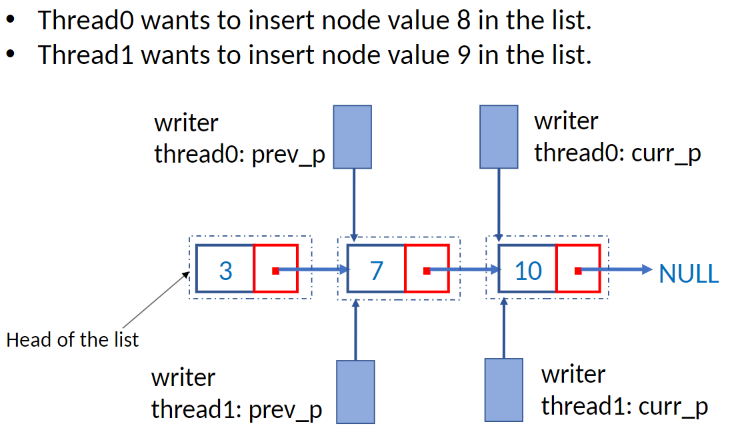 • Thread0 wants to insert node value 8 in the list.
• Thread1 wants to insert node value 9 in the list.
writer
thread0: prev_p
writer
thread0: curr_p
3
7
10
NULL
Head of the list
writer
thread1: prev_p
writer
thread1: curr_p